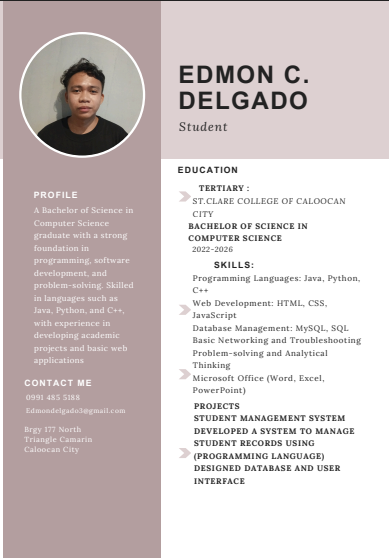 EDMON C.
DELGADO
Student
PROFILE
A Bachelor of Science in
Computer Science
graduate with a strong
foundation in
programming, software
development, and
problem-solving. Skilled
in languages such as
Java, Python, and C++,
with experience in
developing academic
projects and basic web
applications
CONTACT ME
0991 485 5188
Edmondelgado3@gmail.com
Brgy 177 North
Triangle Camarin
Caloocan City
EDUCATION
TERTIARY :
ST.CLARE COLLEGE OF CALOOCAN
CITY
BACHELOR OF SCIENCE IN
COMPUTER SCIENCE
2022-2026
SKILLS:
Programming Languages: Java, Python,
C++
Web Development: HTML, CSS,
JavaScript
Database Management: MySQL, SQL
Basic Networking and Troubleshooting
Problem-solving and Analytical
Thinking
Microsoft Office (Word, Excel,
PowerPoint)
PROJECTS
STUDENT MANAGEMENT SYSTEM
DEVELOPED A SYSTEM TO MANAGE
STUDENT RECORDS USING
(PROGRAMMING LANGUAGE)
DESIGNED DATABASE AND USER
INTERFACE